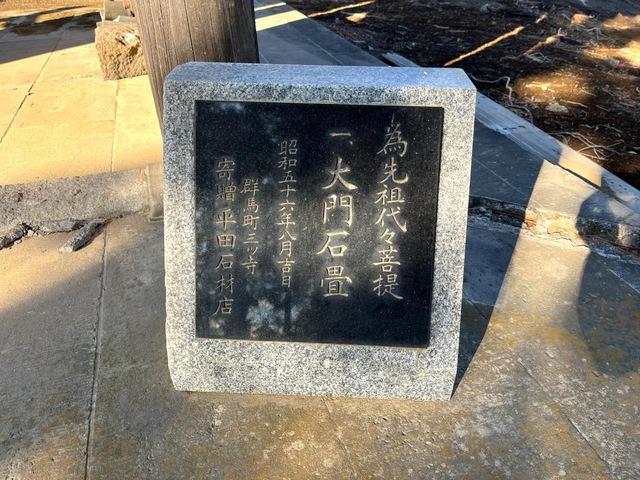 為先祖代々菩提
一、大門石畳
昭和五十六年八月吉日
群馬町三ツ寺
寄贈平田石材店